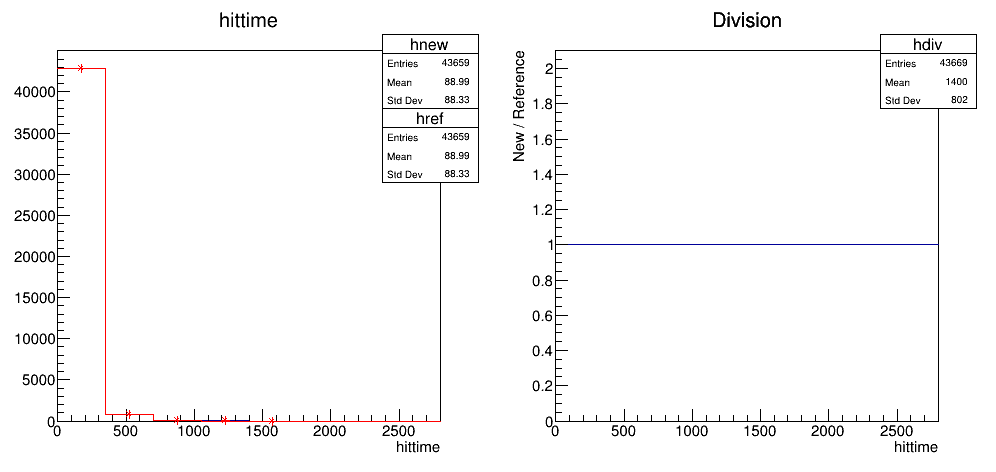 hittime
hnew
Entries 43659
Mean 88.99
Std Dev 88.33
href
Entries 43659
Mean 88.99
Std Dev 88.33
40000
35000
30000
25000
20000
15000
10000
5000
0
0 500 1000 1500 2000 2500
hittime
Division
hdiv
Entries 43669
Mean 1400
Std Dev 802
New / Reference
2
1.8
1.6
1.4
1.2
1
0.8
0.6
0.4
0.2
0
0 500 1000 1500 2000 2500
hittime